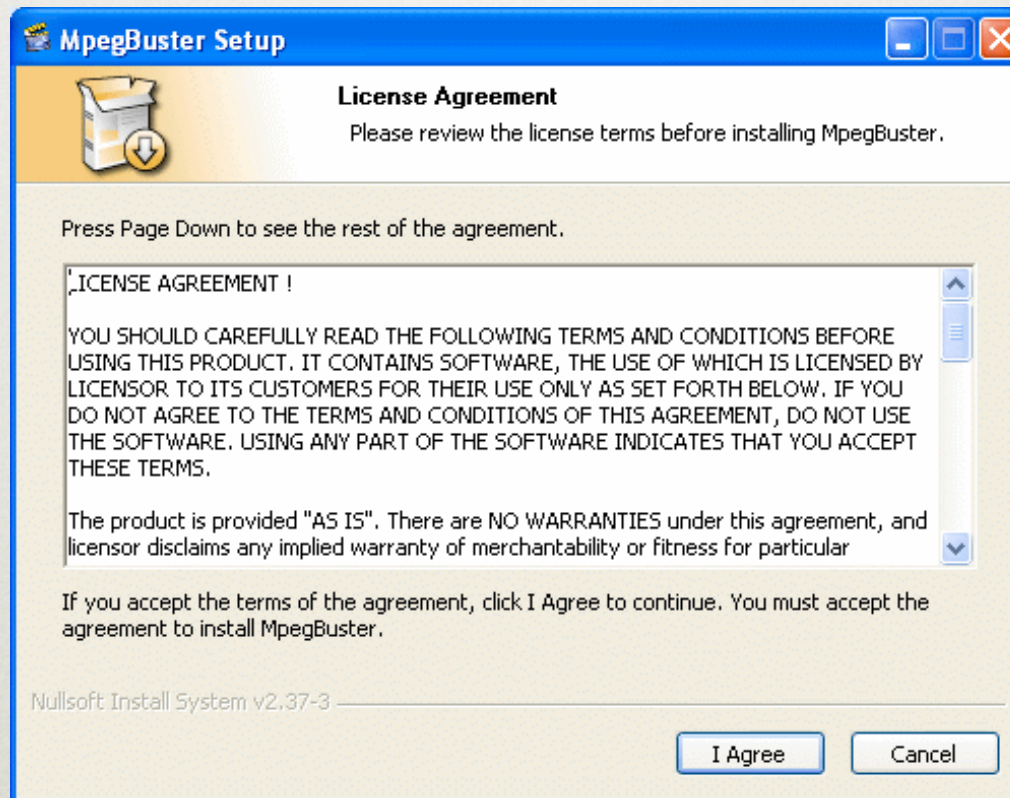 MpegBuster Setup
License Agreement
Please review the license terms before installing MpegBuster.
Press Page Down to see the rest of the agreement.
LICENSE AGREEMENT !
YOU SHOULD CAREFULLY READ THE FOLLOWING TERMS AND CONDITIONS BEFORE
USING THIS PRODUCT. IT CONTAINS SOFTWARE, THE USE OF WHICH IS LICENSED BY
LICENSOR TO ITS CUSTOMERS FOR THEIR USE ONLY AS SET FORTH BELOW. IF YOU
DO NOT AGREE TO THE TERMS AND CONDITIONS OF THIS AGREEMENT, DO NOT USE
THE SOFTWARE. USING ANY PART OF THE SOFTWARE INDICATES THAT YOU ACCEPT
THESE TERMS.
The product is provided "AS IS". There are NO WARRANTIES under this agreement, and
licensor disclaims any implied warranty of merchantability or fitness for particular
If you accept the terms of the agreement, click I Agree to continue. You must accept the
agreement to install MpegBuster.
Nullsoft Install System v2.37-3
I Agree
Cancel